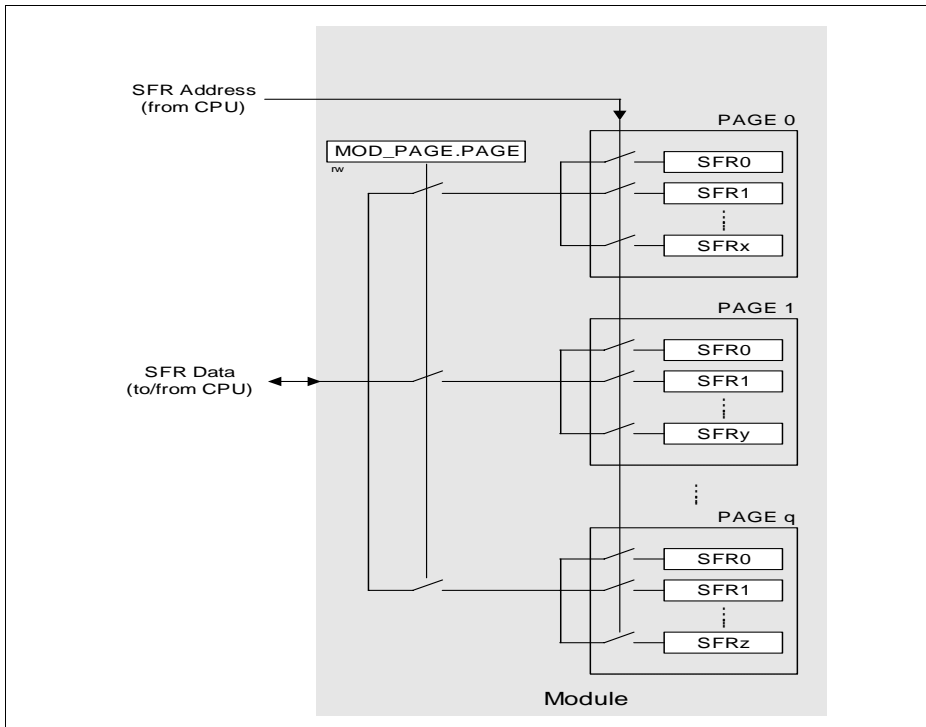 SFR Address
(from CPU)
PAGE 0
MOD_PAGE.PAGE
rw
SFR0
SFR1
SFRx
PAGE 1
SFR Data
(to/from CPU)
SFR0
SFR1
SFRy
PAGE q
SFR0
SFR1
SFRz
Module